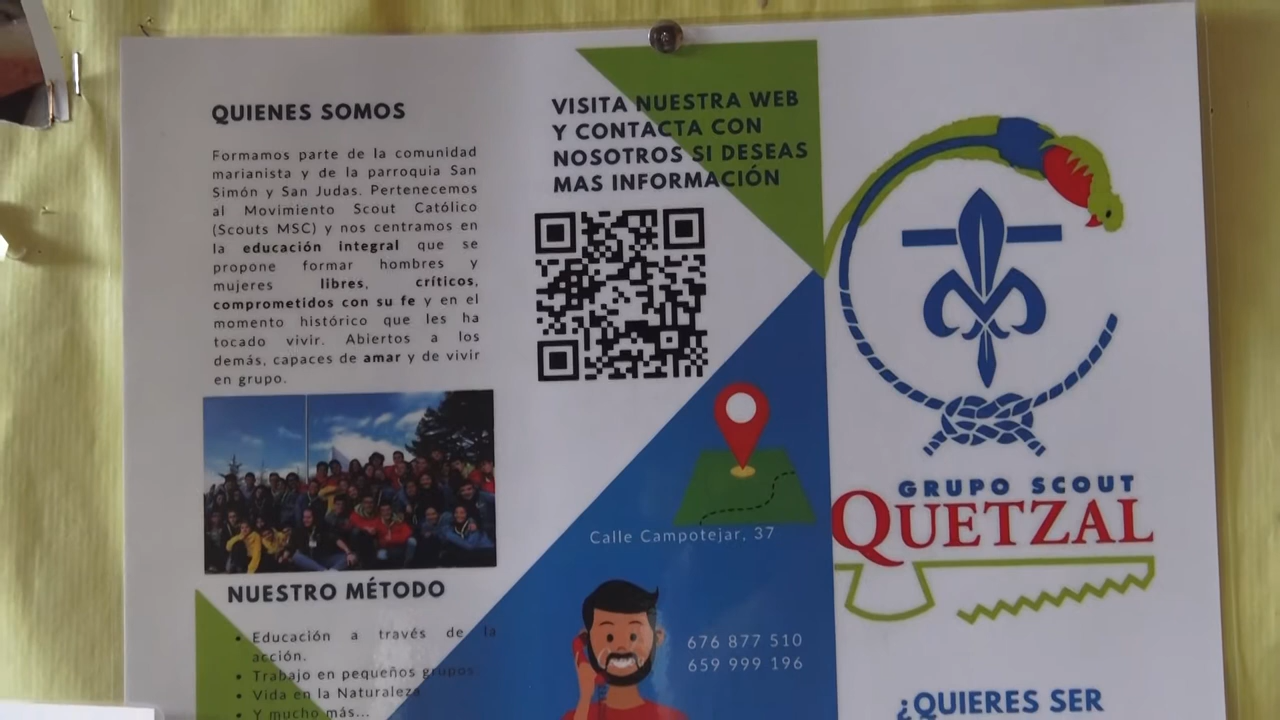 QUIENES SOMOS
Formamos parte de la comunidad
marianista y de la parroquia San
Simón y San Judas. Pertenecemos
al Movimiento Scout Católico
(Scouts MSC) y nos centramos en
la educación integral que se
propone formar hombres y
mujeres libres, críticos,
comprometidos con su fe y en el
momento histórico que les ha
tocado vivir. Abiertos a los
demás, capaces de amar y de vivir
en grupo.
NUESTRO MÉTODO
• Educación a través de la
acción.
• Trabajo en pequeños grupos
• Vida en la Naturaleza
• Y mucho más...
VISITA NUESTRA WEB
Y CONTACTA CON
NOSOTROS SI DESEAS
MAS INFORMACIÓN
Calle Campotejar, 37
676 877 510
659 999 196
GRUPO SCOUT
QUETZAL
¿QUIERES SER